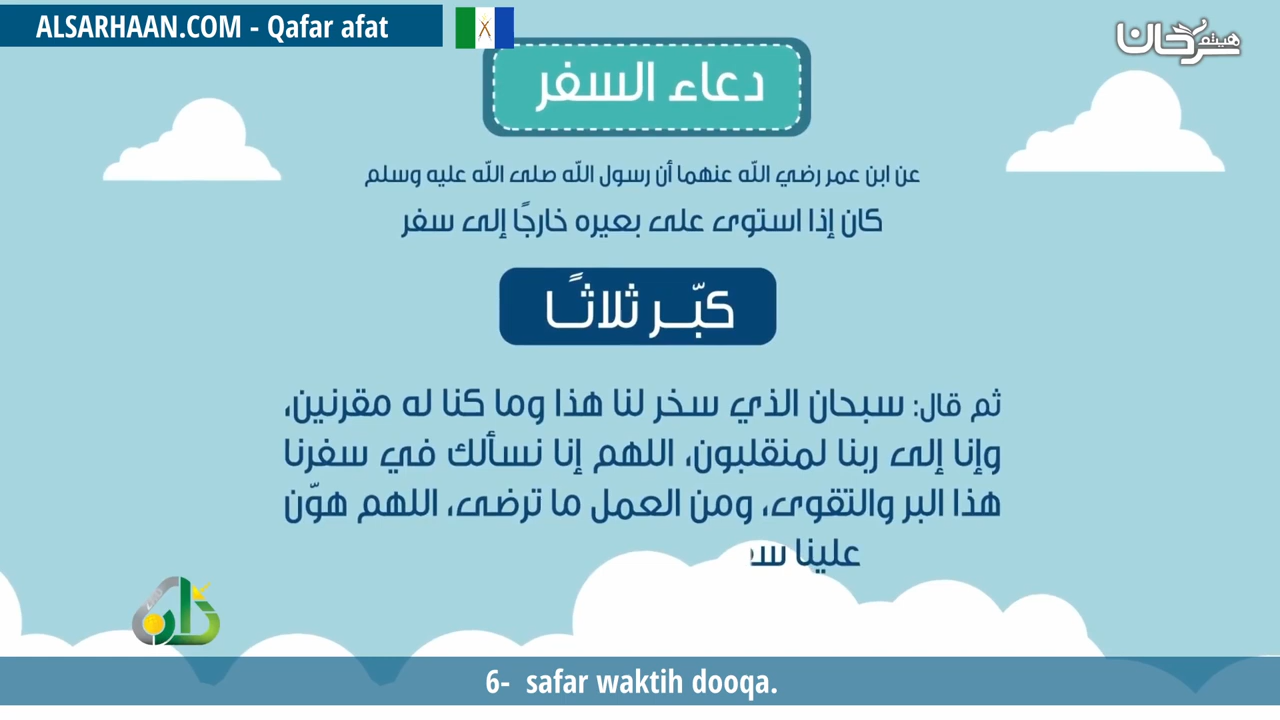 ALSARHAAN.COM - Qafar afat
هيثم سرحان
دعاء السفر
عن ابن عمر رضي الله عنهما أن رسول الله صلى الله عليه وسلم
كان إذا استوى على بعيره خارجًا إلى سفر
كبّر ثلاثًا
ثم قال: سبحان الذي سخر لنا هذا وما كنا له مقرنين،
وإنا إلى ربنا لمنقلبون، اللهم إنا نسألك في سفرنا
هذا البر والتقوى، ومن العمل ما ترضى، اللهم هوّن
علينا
6- safar waktih dooqa.